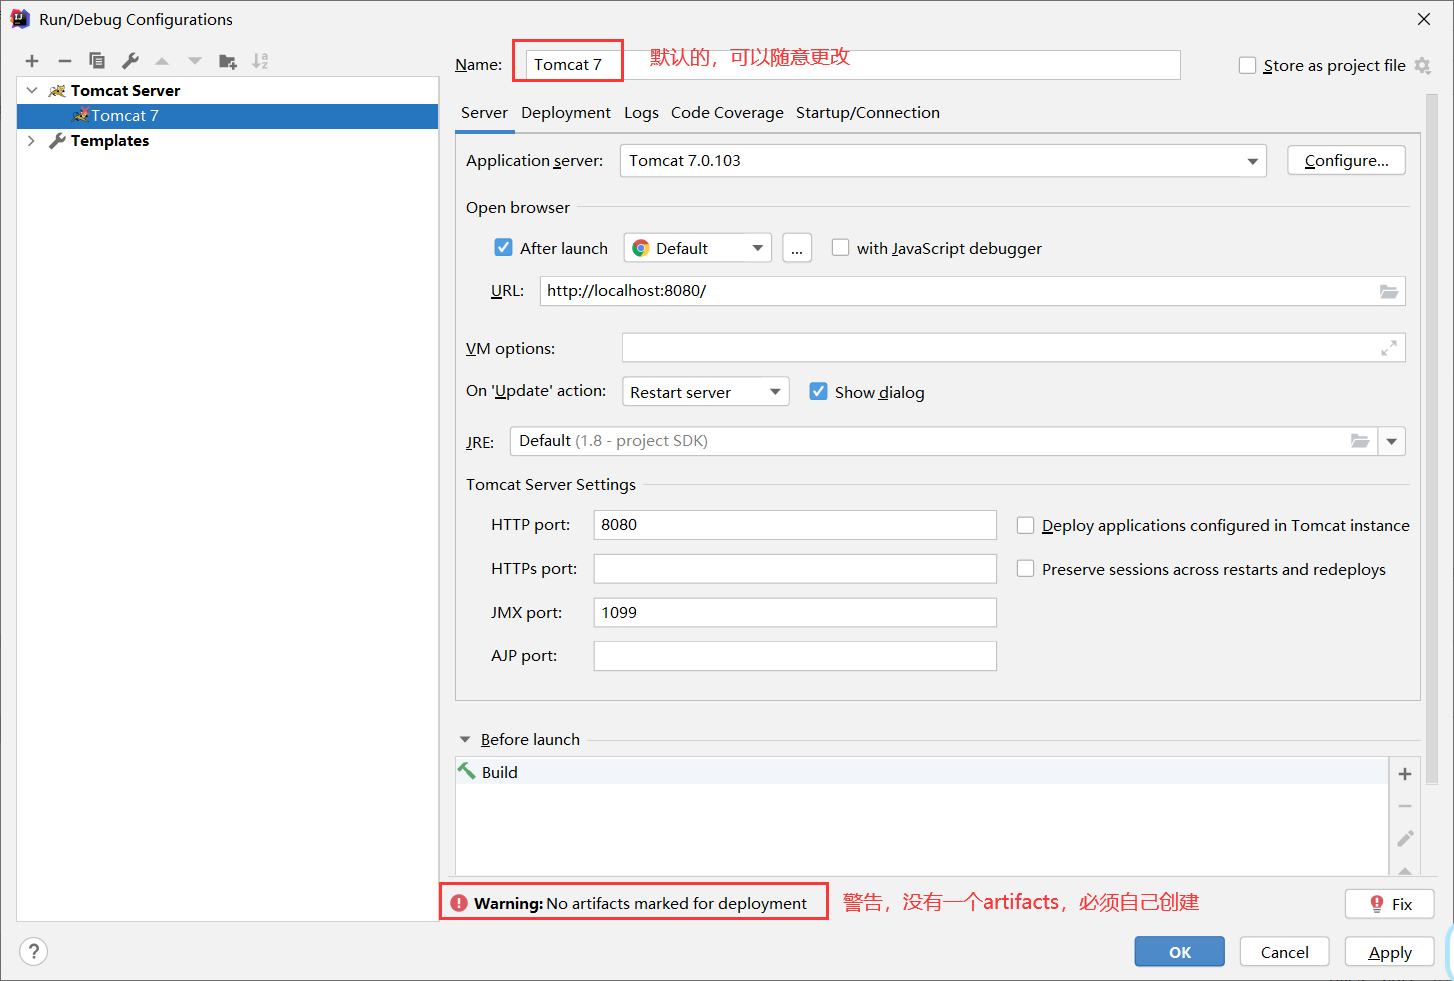 Run/Debug Configurations
Name: Tomcat 7 默认的，可以随意更改
Store as project file
Tomcat Server
Tomcat 7
Templates
Server Deployment Logs Code Coverage Startup/Connection
Application server: Tomcat 7.0.103 Configure...
Open browser
After launch Default ... with JavaScript debugger
URL: http://localhost:8080/
VM options:
On 'Update' action: Restart server Show dialog
JRE: Default (1.8 - project SDK)
Tomcat Server Settings
HTTP port: 8080 Deploy applications configured in Tomcat instance
HTTPs port: Preserve sessions across restarts and redeploys
JMX port: 1099
AJP port:
Before launch
Build
Warning: No artifacts marked for deployment 警告，没有一个artifacts，必须自己创建 Fix
? OK Cancel Apply